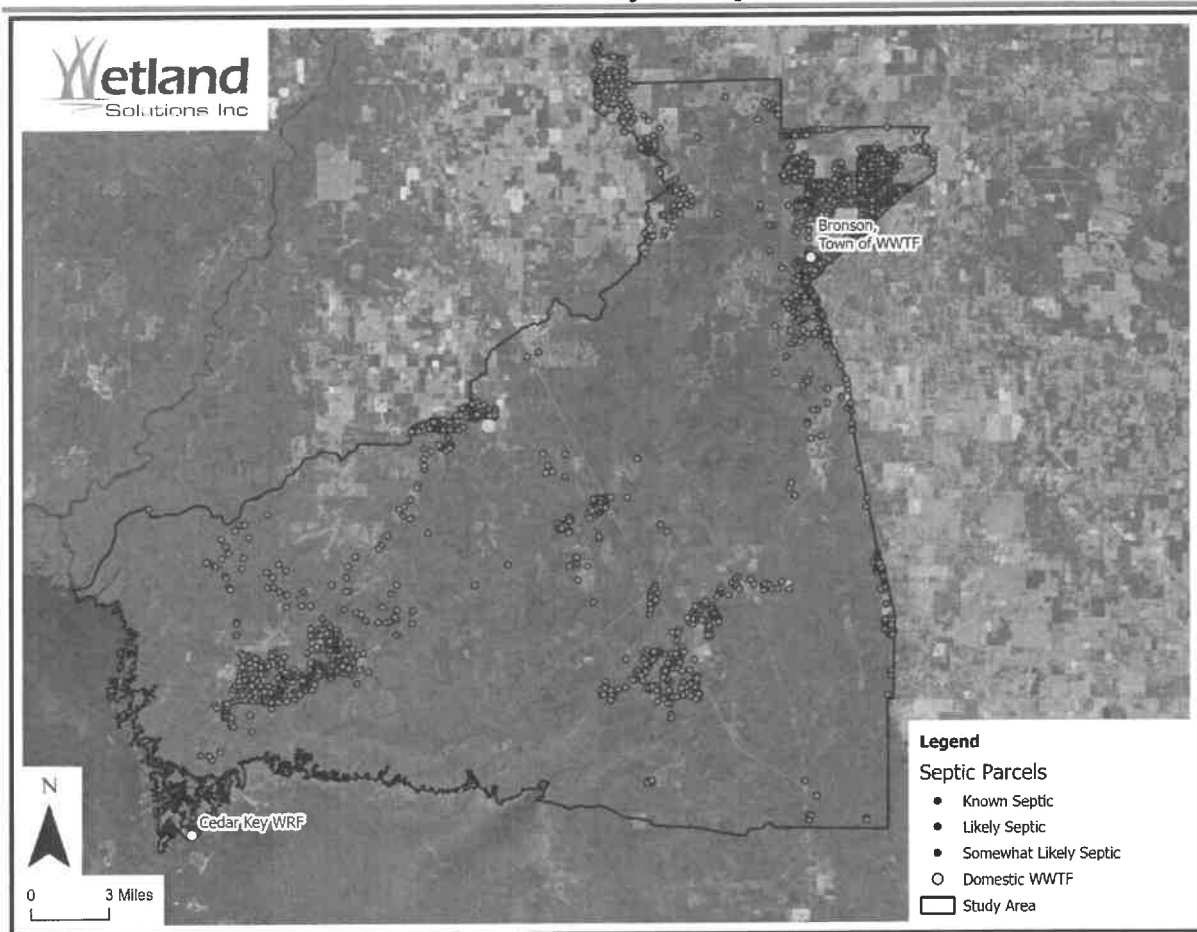 Wetland
Solutions Inc
Bronson,
Town of WWTF
Cedar Key WRF
N
0 3 Miles
Legend
Septic Parcels
Known Septic
Likely Septic
Somewhat Likely Septic
Domestic WWTF
Study Area